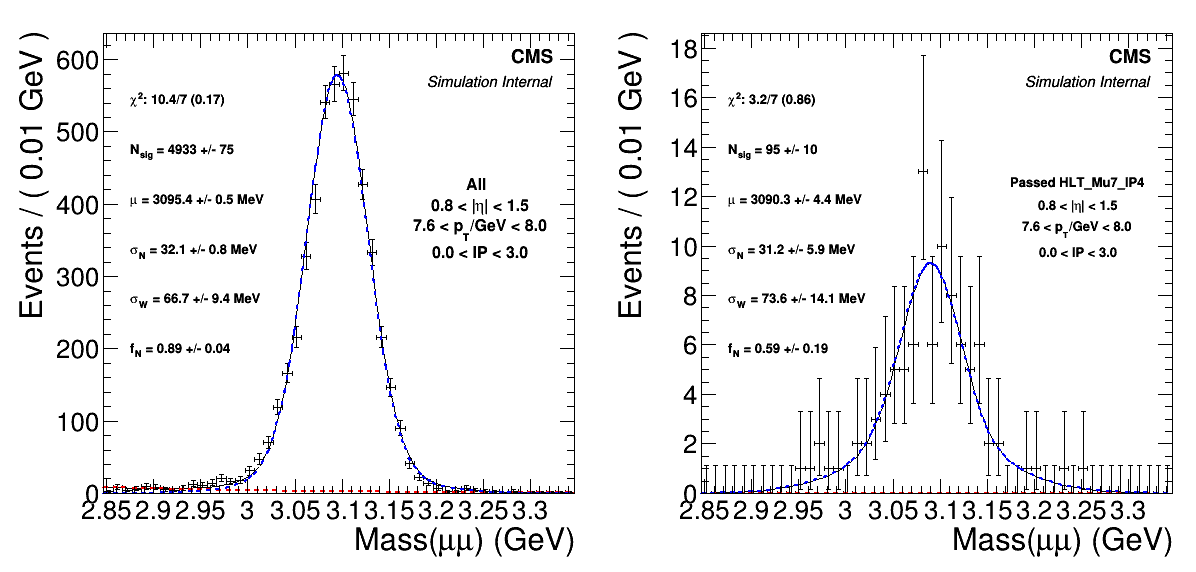 Events / ( 0.01 GeV )
600
500
400
300
200
100
0
CMS
Simulation Internal
χ²: 10.4/7 (0.17)
N_sig = 4933 +/- 75
μ = 3095.4 +/- 0.5 MeV
σ_N = 32.1 +/- 0.8 MeV
σ_W = 66.7 +/- 9.4 MeV
f_N = 0.89 +/- 0.04
All
0.8 < |η| < 1.5
7.6 < p_T/GeV < 8.0
0.0 < IP < 3.0
2.85 2.9 2.95 3 3.05 3.1 3.15 3.2 3.25 3.3
Mass(μμ) (GeV)
Events / ( 0.01 GeV )
18
16
14
12
10
8
6
4
2
0
CMS
Simulation Internal
χ²: 3.2/7 (0.86)
N_sig = 95 +/- 10
μ = 3090.3 +/- 4.4 MeV
σ_N = 31.2 +/- 5.9 MeV
σ_W = 73.6 +/- 14.1 MeV
f_N = 0.59 +/- 0.19
Passed HLT_Mu7_IP4
0.8 < |η| < 1.5
7.6 < p_T/GeV < 8.0
0.0 < IP < 3.0
2.85 2.9 2.95 3 3.05 3.1 3.15 3.2 3.25 3.3
Mass(μμ) (GeV)